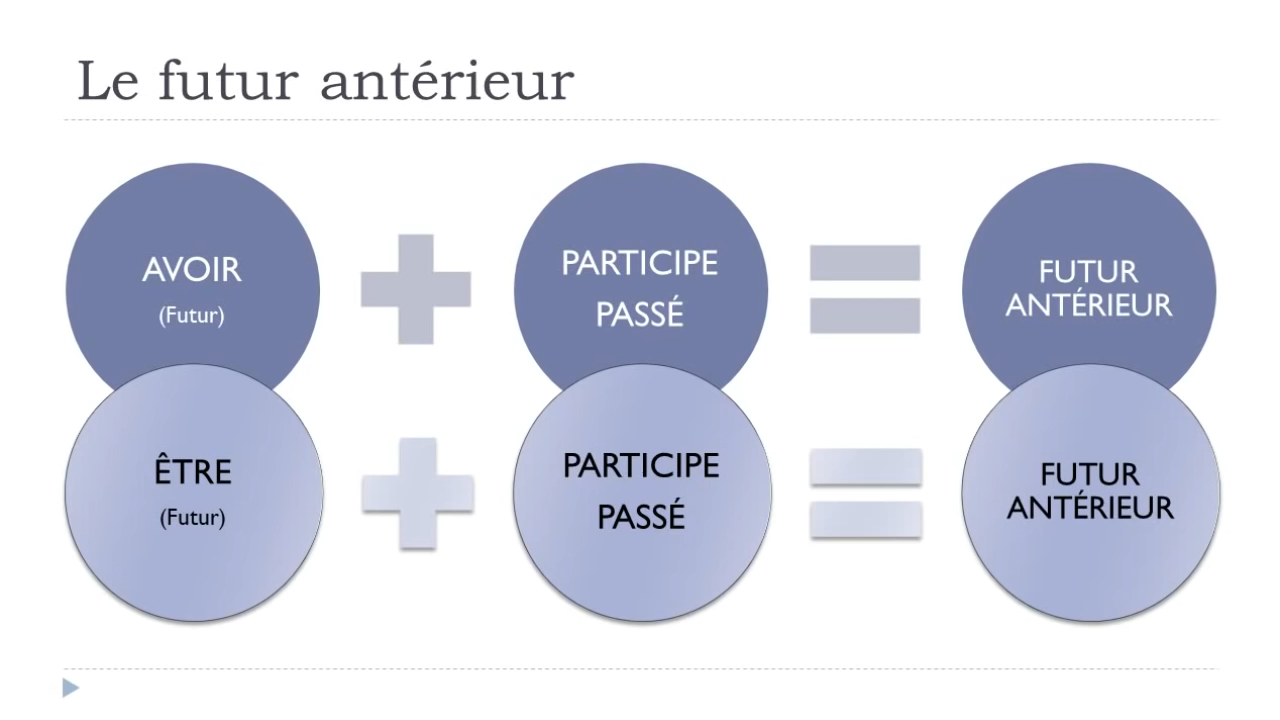 Le futur antérieur
AVOIR
(Futur)
PARTICIPE
PASSÉ
FUTUR
ANTÉRIEUR
ÊTRE
(Futur)
PARTICIPE
PASSÉ
FUTUR
ANTÉRIEUR